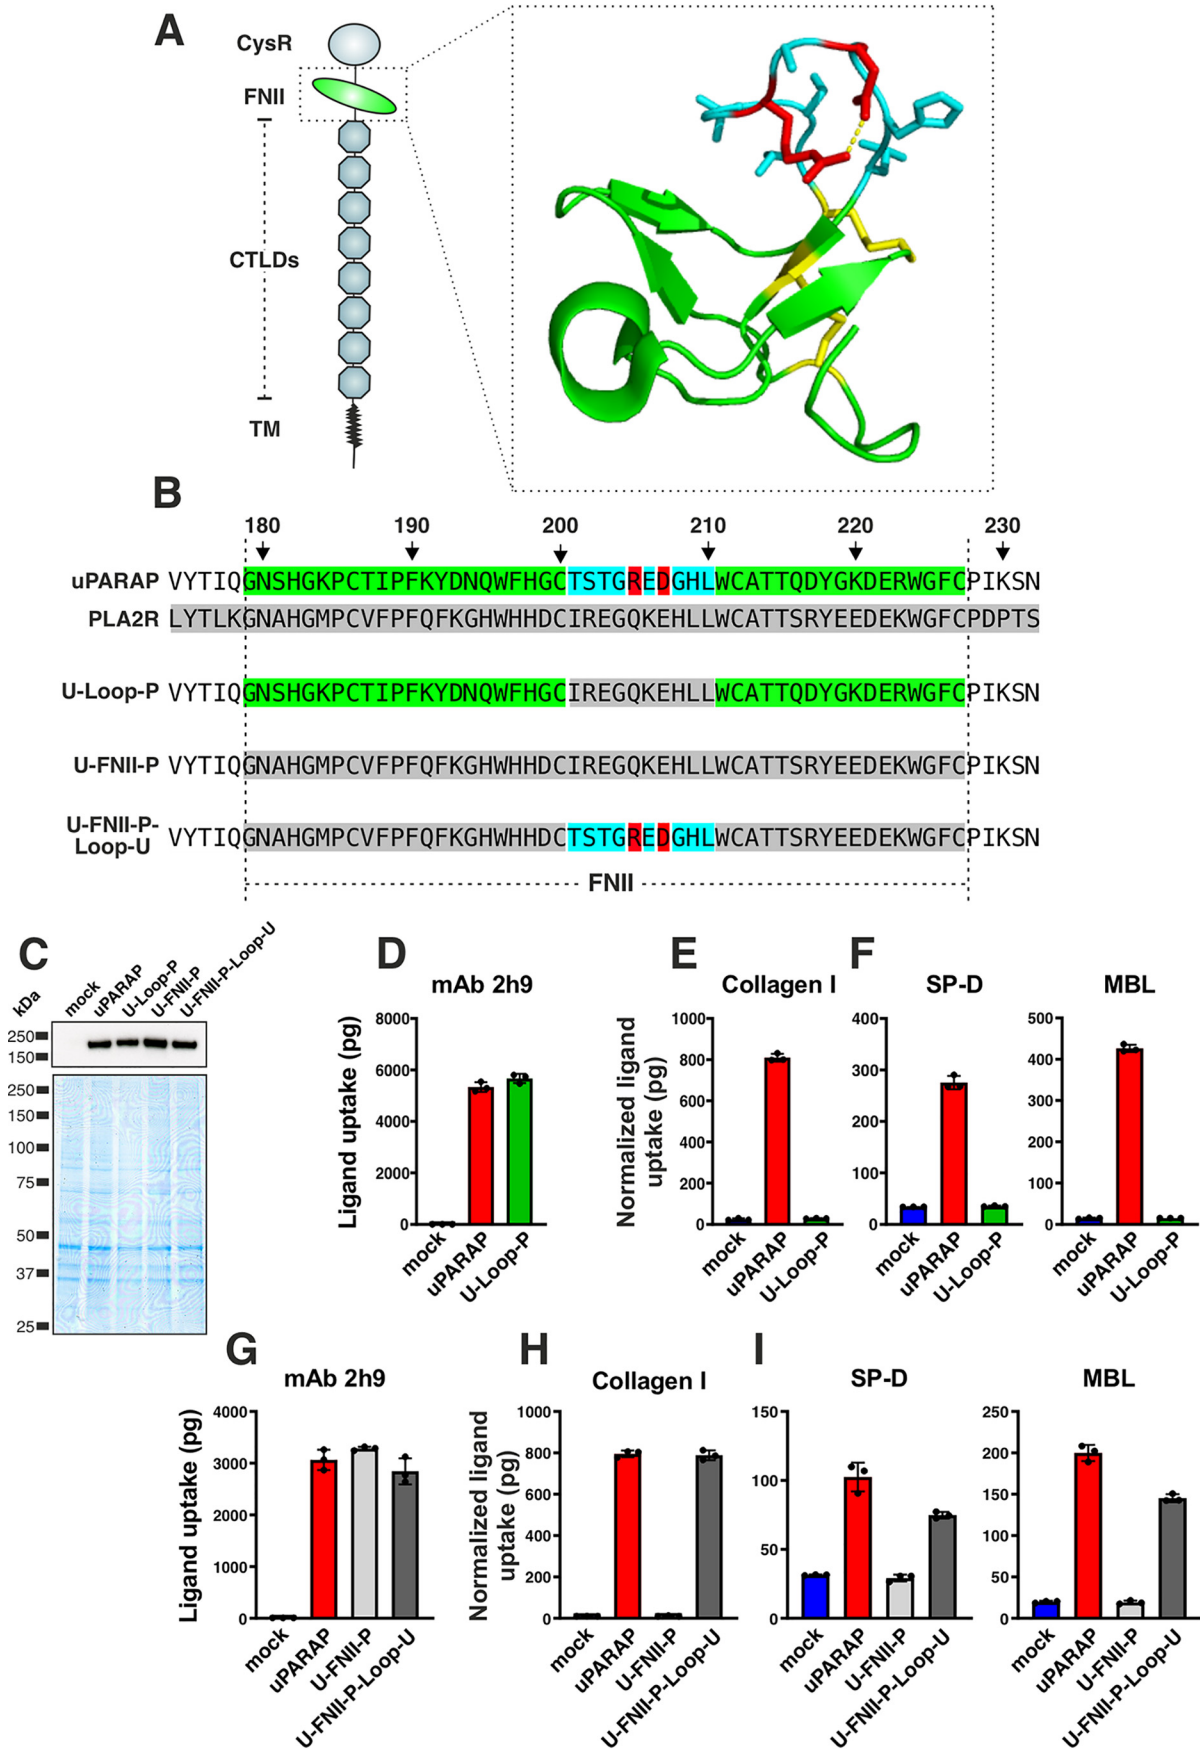 A
CysR
FNII
CTLDs
TM
B
180 190 200 210 220 230
uPARAP VYTIQGNSHGKPCTIPFKYDNQWFHGCTSTGREDGHLWCATTQDYGKDERWGFCPIKSN
PLA2R LYTLKGNAHGMPCVFPFQFKGHWHHDCIREGQKEHLLWCATTSRYEEDEKWGFCPDPTS
U-Loop-P VYTIQGNSHGKPCTIPFKYDNQWFHGCIREGQKEHLLWCATTQDYGKDERWGFCPIKSN
U-FNII-P VYTIQGNAHGMPCVFPFQFKGHWHHDCIREGQKEHLLWCATTSRYEEDEKWGFCPIKSN
U-FNII-P-
Loop-U VYTIQGNAHGMPCVFPFQFKGHWHHDCTSTGREDGHLWCATTSRYEEDEKWGFCPIKSN
FNII
C
kDa mock uPARAP U-Loop-P U-FNII-P U-FNII-P-Loop-U
250
150
250
150
100
75
50
37
25
D
mAb 2h9
Ligand uptake (pg)
8000
6000
4000
2000
0
mock uPARAP U-Loop-P
E
Collagen I
Normalized ligand
uptake (pg)
1000
800
600
400
200
0
mock uPARAP U-Loop-P
F
SP-D
400
300
200
100
0
mock uPARAP U-Loop-P
MBL
500
400
300
200
100
0
mock uPARAP U-Loop-P
G
mAb 2h9
Ligand uptake (pg)
4000
3000
2000
1000
0
mock uPARAP U-FNII-P U-FNII-P-Loop-U
H
Collagen I
Normalized ligand
uptake (pg)
1000
800
600
400
200
0
mock uPARAP U-FNII-P U-FNII-P-Loop-U
I
SP-D
150
100
50
0
mock uPARAP U-FNII-P U-FNII-P-Loop-U
MBL
250
200
150
100
50
0
mock uPARAP U-FNII-P U-FNII-P-Loop-U